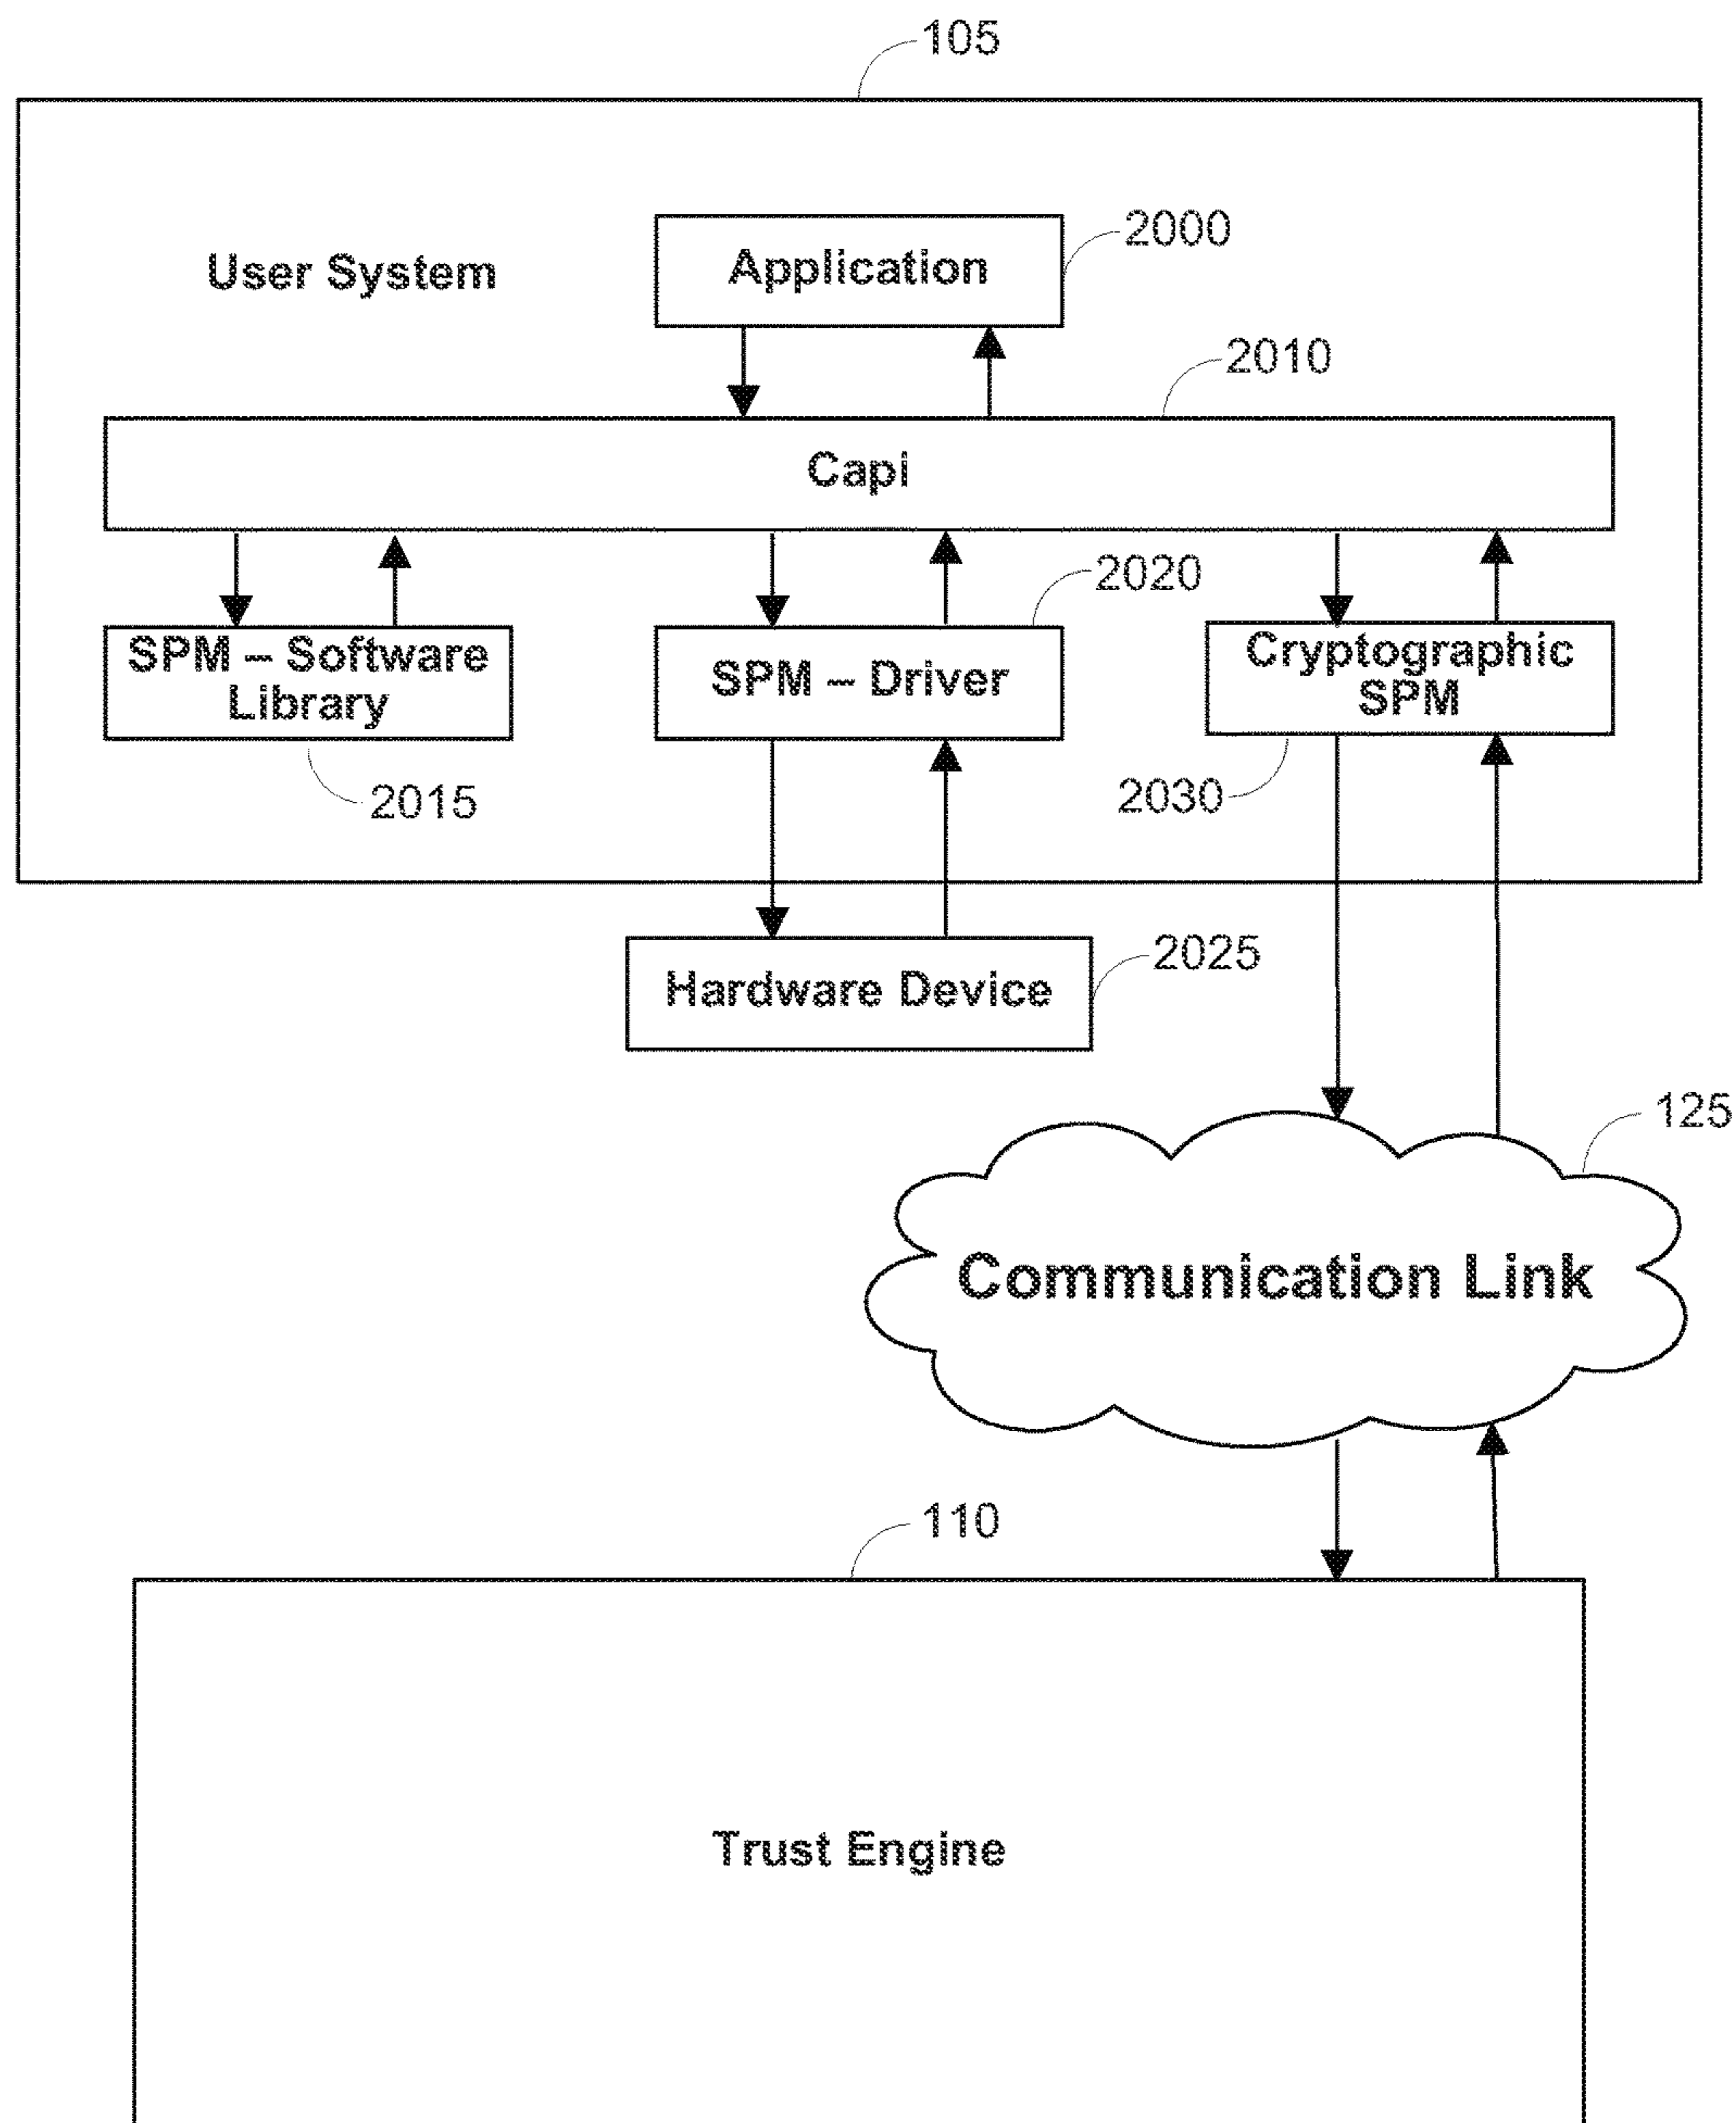 105
User System
Application
2000
2010
Capi
2020
SPM – Software
Library
SPM – Driver
Cryptographic
SPM
2015
2030
Hardware Device
2025
125
Communication Link
110
Trust Engine